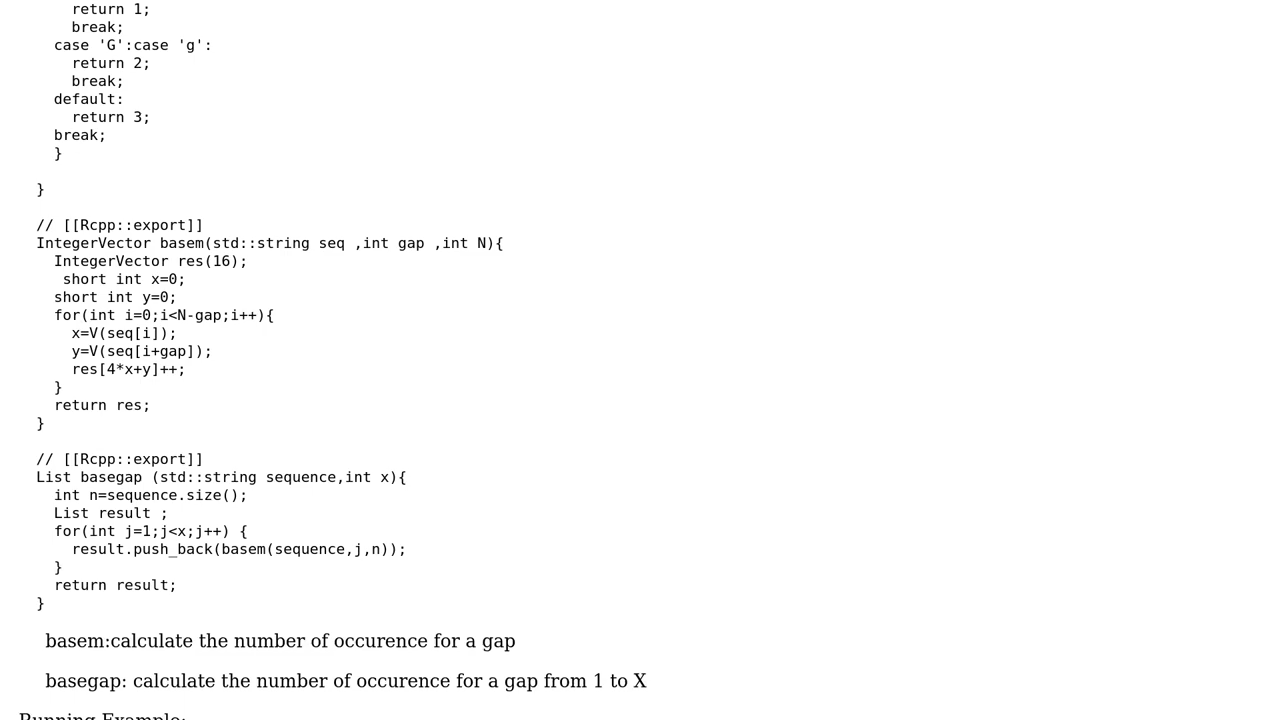 return 1;
break;
case 'G':case 'g':
return 2;
break;
default:
return 3;
break;
}
}
// [[Rcpp::export]]
IntegerVector basem(std::string seq ,int gap ,int N){
IntegerVector res(16);
short int x=0;
short int y=0;
for(int i=0;i<N-gap;i++){
x=V(seq[i]);
y=V(seq[i+gap]);
res[4*x+y]++;
}
return res;
}
// [[Rcpp::export]]
List basegap (std::string sequence,int x){
int n=sequence.size();
List result ;
for(int j=1;j<x;j++) {
result.push_back(basem(sequence,j,n));
}
return result;
}
basem:calculate the number of occurence for a gap
basegap: calculate the number of occurence for a gap from 1 to X
Running Example: